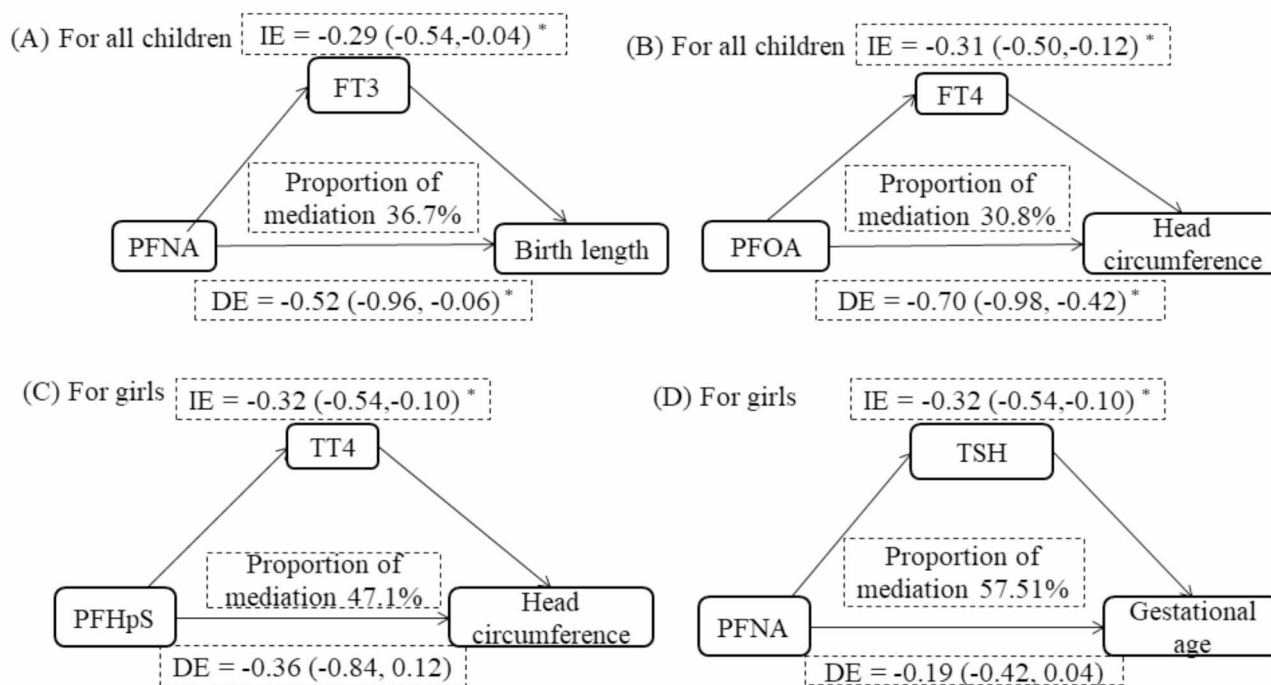 (A) For all children IE = -0.29 (-0.54,-0.04) *
FT3
Proportion of
mediation 36.7%
PFNA
Birth length
DE = -0.52 (-0.96, -0.06) *
(B) For all children IE = -0.31 (-0.50,-0.12) *
FT4
Proportion of
mediation 30.8%
PFOA
Head
circumference
DE = -0.70 (-0.98, -0.42) *
(C) For girls IE = -0.32 (-0.54,-0.10) *
TT4
Proportion of
mediation 47.1%
PFHpS
Head
circumference
DE = -0.36 (-0.84, 0.12)
(D) For girls IE = -0.32 (-0.54,-0.10) *
TSH
Proportion of
mediation 57.51%
PFNA
Gestational
age
DE = -0.19 (-0.42, 0.04)